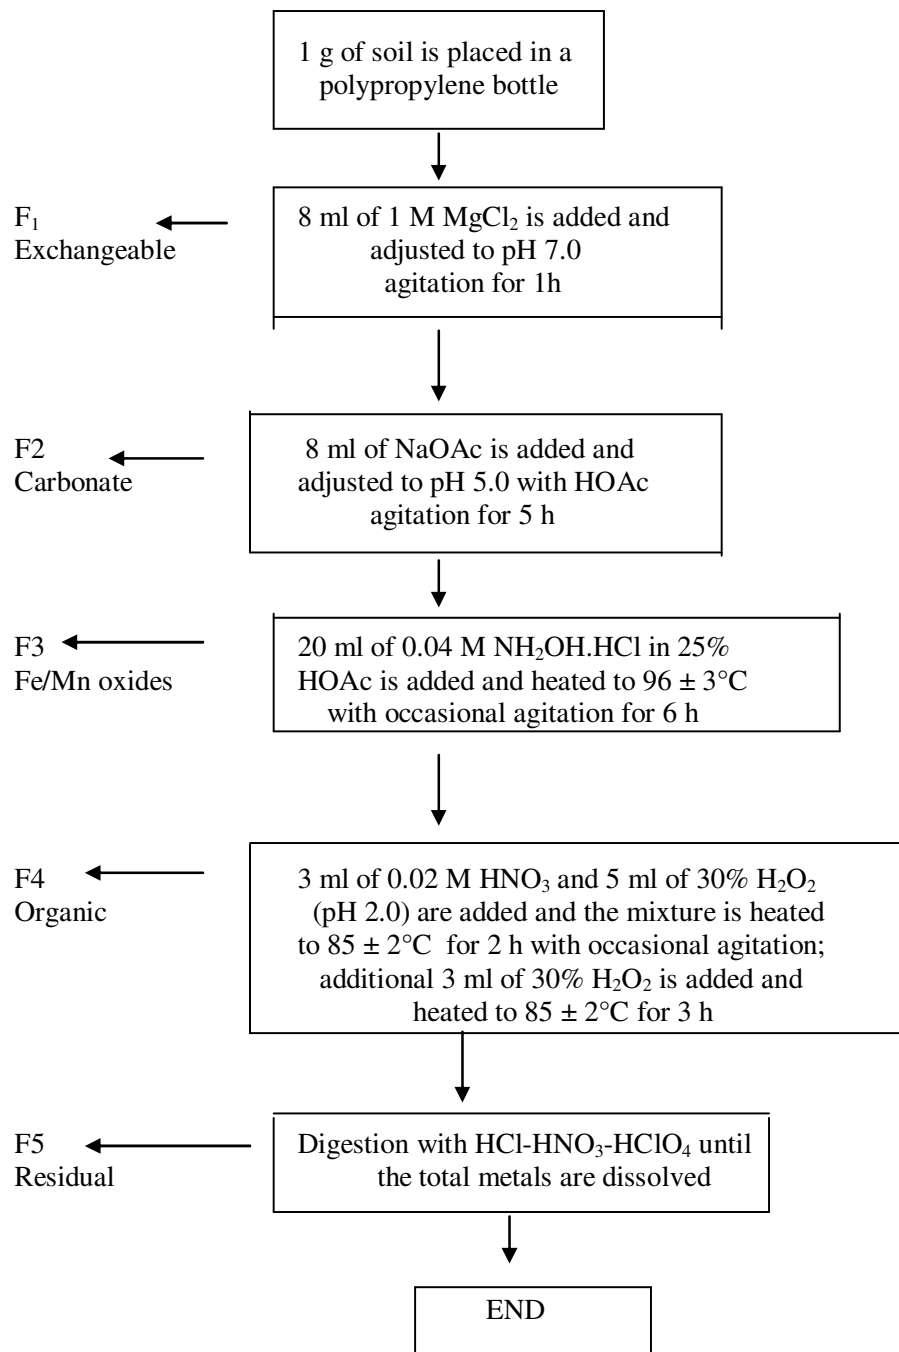 1 g of soil is placed in a
polypropylene bottle
F₁
Excheangeable
8 ml of 1 M MgCl₂ is added and
adjusted to pH 7.0
agitation for 1h
F2
Carbonate
8 ml of NaOAc is added and
adjusted to pH 5.0 with HOAc
agitation for 5 h
F3
Fe/Mn oxides
20 ml of 0.04 M NH₂OH.HCl in 25%
HOAc is added and heated to 96 ± 3°C
with occasional agitation for 6 h
F4
Organic
3 ml of 0.02 M HNO₃ and 5 ml of 30% H₂O₂
(pH 2.0) are added and the mixture is heated
to 85 ± 2°C for 2 h with occasional agitation;
additional 3 ml of 30% H₂O₂ is added and
heated to 85 ± 2°C for 3 h
F5
Residual
Digestion with HCl-HNO₃-HClO₄ until
the total metals are dissolved
END